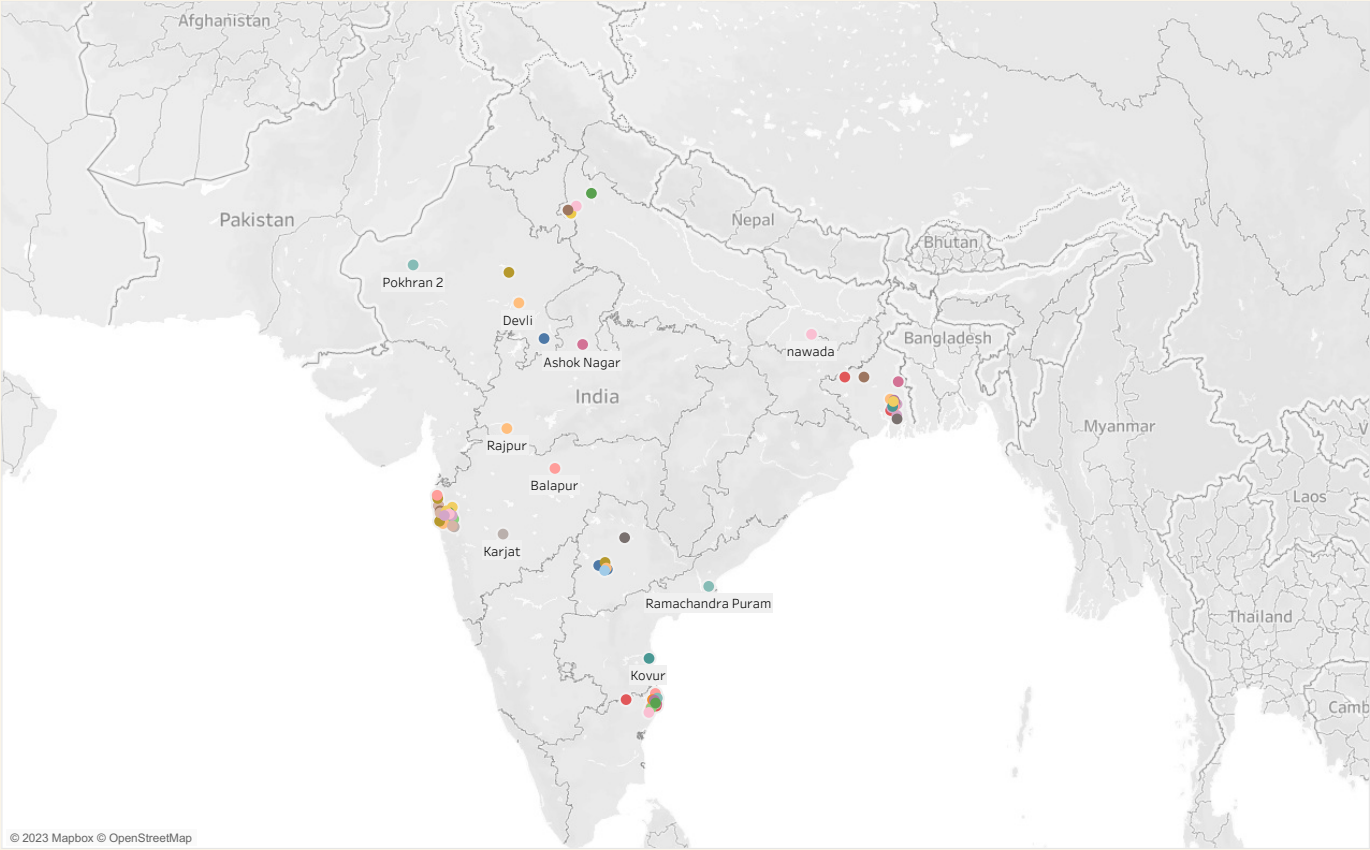 Afghanistan
Pakistan
Nepal
Bhutan
Pokhran 2
Devli
Bangladesh
nawada
Ashok Nagar
India
Myanmar
Rajpur
Balapur
Laos
Karjat
Ramachandra Puram
Thailand
Kovur
Camb
V
© 2023 Mapbox © OpenStreetMap